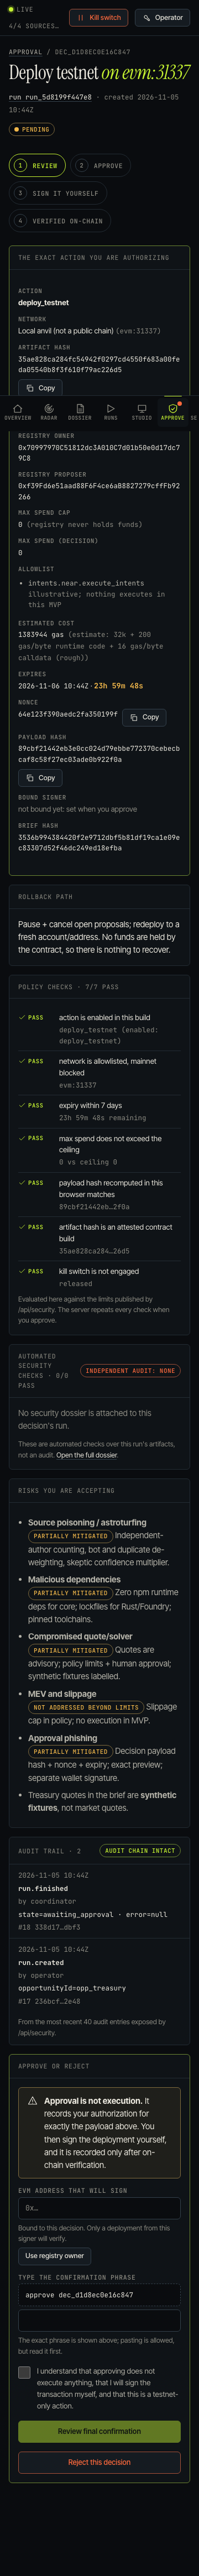 LIVE
4/4 SOURCES…
Kill switch
Operator
APPROVAL / DEC_D1D8EC0E16C847
Deploy testnet on evm:31337
run run_5d8199f447e8 · created 2026-11-05
10:44Z
PENDING
1 REVIEW
2 APPROVE
3 SIGN IT YOURSELF
4 VERIFIED ON-CHAIN
THE EXACT ACTION YOU ARE AUTHORIZING
ACTION
deploy_testnet
NETWORK
Local anvil (not a public chain) (evm:31337)
ARTIFACT HASH
35ae828ca284fc54942f0297cd4550f683a00fe
da05540b8f3f610f79ac226d5
Copy
OVERVIEW
RADAR
DOSSIER
RUNS
STUDIO
APPROVE
SE
REGISTRY OWNER
0x70997970C51812dc3A010C7d01b50e0d17dc7
9C8
REGISTRY PROPOSER
0xf39Fd6e51aad88F6F4ce6aB8827279cffFb92
266
MAX SPEND CAP
0 (registry never holds funds)
MAX SPEND (DECISION)
0
ALLOWLIST
• intents.near.execute_intents
illustrative; nothing executes in
this MVP
ESTIMATED COST
1383944 gas (estimate: 32k + 200
gas/byte runtime code + 16 gas/byte
calldata (rough))
EXPIRES
2026-11-06 10:44Z · 23h 59m 48s
NONCE
64e123f390aedc2fa350199f
Copy
PAYLOAD HASH
89cbf21442eb3e0cc024d79ebbe772370cebecb
caf8c58f27ec03ade0b922f0a
Copy
BOUND SIGNER
not bound yet: set when you approve
BRIEF HASH
3536b994384420f2e9712dbf5b81df19ca1e09e
c83307d52f46dc249ed18efba
ROLLBACK PATH
Pause + cancel open proposals; redeploy to a
fresh account/address. No funds are held by
the contract, so there is nothing to recover.
POLICY CHECKS · 7/7 PASS
PASS
action is enabled in this build
deploy_testnet (enabled:
deploy_testnet)
PASS
network is allowlisted, mainnet
blocked
evm:31337
PASS
expiry within 7 days
23h 59m 48s remaining
PASS
max spend does not exceed the
ceiling
0 vs ceiling 0
PASS
payload hash recomputed in this
browser matches
89cbf21442eb…2f0a
PASS
artifact hash is an attested contract
build
35ae828ca284…26d5
PASS
kill switch is not engaged
released
Evaluated here against the limits published by
/api/security. The server repeats every check when
you approve.
AUTOMATED
SECURITY
CHECKS · 0/0
PASS
INDEPENDENT AUDIT: NONE
No security dossier is attached to this
decision's run.
These are automated checks over this run's artifacts,
not an audit. Open the full dossier.
RISKS YOU ARE ACCEPTING
• Source poisoning / astroturfing
PARTIALLY MITIGATED Independent-
author counting, bot and duplicate de-
weighting, skeptic confidence multiplier.
• Malicious dependencies
PARTIALLY MITIGATED Zero npm runtime
deps for core; lockfiles for Rust/Foundry;
pinned toolchains.
• Compromised quote/solver
PARTIALLY MITIGATED Quotes are
advisory; policy limits + human approval;
synthetic fixtures labelled.
• MEV and slippage
NOT ADDRESSED BEYOND LIMITS Slippage
cap in policy; no execution in MVP.
• Approval phishing
PARTIALLY MITIGATED Decision payload
hash + nonce + expiry; exact preview;
separate wallet signature.
• Treasury quotes in the brief are synthetic
fixtures, not market quotes.
AUDIT TRAIL · 2
AUDIT CHAIN INTACT
2026-11-05 10:44Z
run.finished
by coordinator
state=awaiting_approval · error=null
#18 338d17…dbf3
2026-11-05 10:44Z
run.created
by operator
opportunityId=opp_treasury
#17 236bcf…2e48
From the most recent 40 audit entries exposed by
/api/security.
APPROVE OR REJECT
Approval is not execution. It
records your authorization for
exactly the payload above. You
then sign the deployment yourself,
and it is recorded only after on-
chain verification.
EVM ADDRESS THAT WILL SIGN
0x…
Bound to this decision. Only a deployment from this
signer will verify.
Use registry owner
TYPE THE CONFIRMATION PHRASE
approve dec_d1d8ec0e16c847
The exact phrase is shown above; pasting is allowed,
but read it first.
I understand that approving does not
execute anything, that I will sign the
transaction myself, and that this is a testnet-
only action.
Review final confirmation
Reject this decision